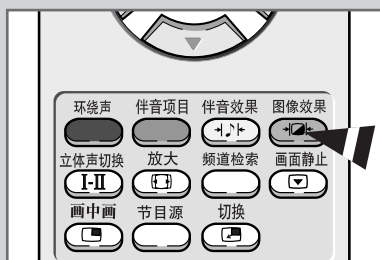 环绕声 伴音项目 伴音效果 图像效果
立体声切换 放大 频道检索 画面静止
I-II
画中画 节目源 切换